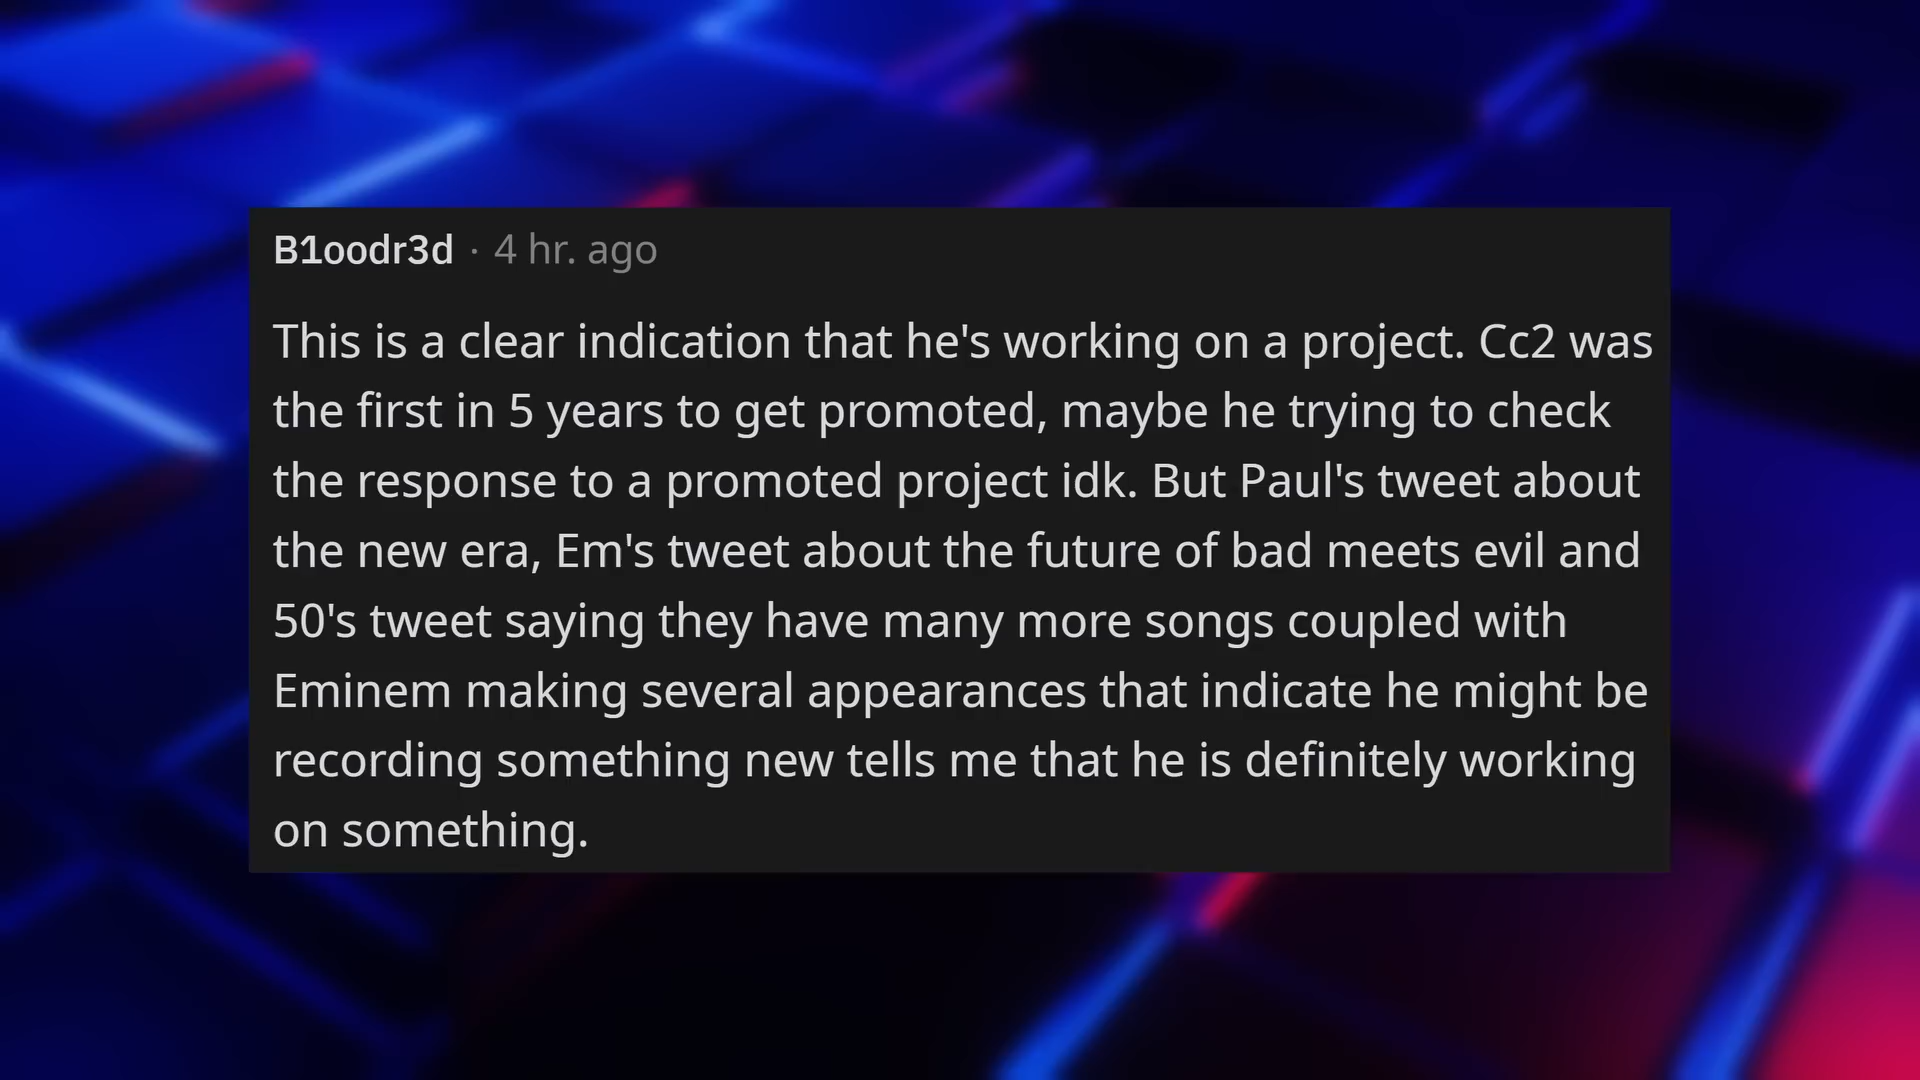 B1oodr3d · 4 hr. ago
This is a clear indication that he's working on a project. Cc2 was
the first in 5 years to get promoted, maybe he trying to check
the response to a promoted project idk. But Paul's tweet about
the new era, Em's tweet about the future of bad meets evil and
50's tweet saying they have many more songs coupled with
Eminem making several appearances that indicate he might be
recording something new tells me that he is definitely working
on something.